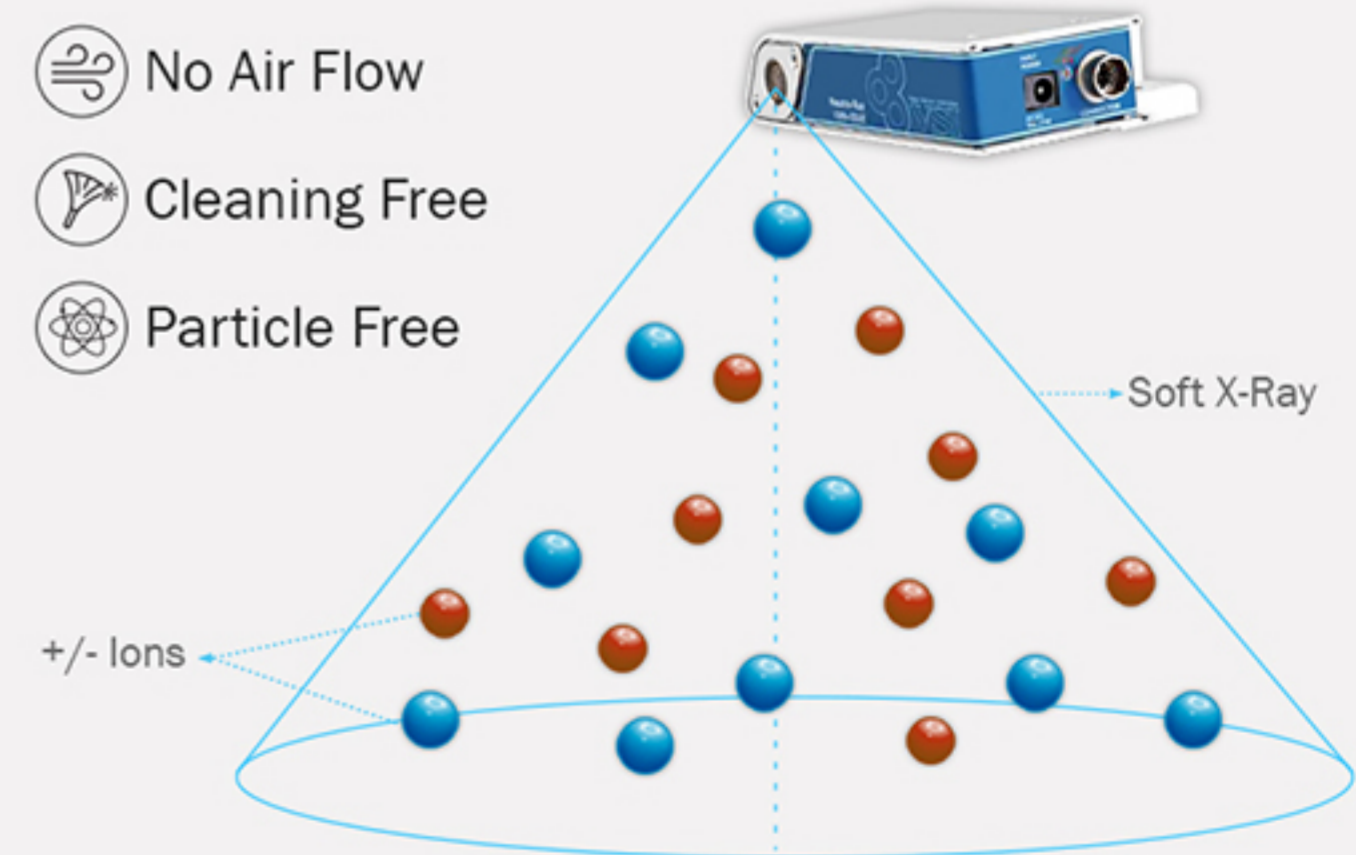 No Air Flow
Cleaning Free
Particle Free
Soft X-Ray
+/- Ions